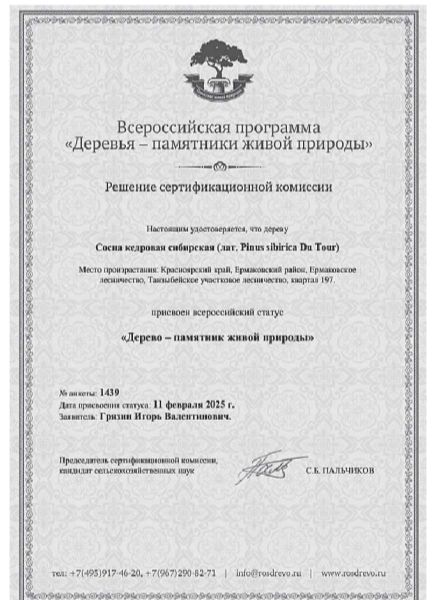 Всероссийская программа
«Деревья – памятники живой природы»
Решение сертификационной комиссии
Настоящим удостоверяется, что дереву
Сосна кедровая сибирская (лат. Pinus sibirica Du Tour)
Место произрастания: Красноярский край, Ермаковский район, Ермаковское
лесничество, Танзыбейское участковое лесничество, квартал 197.
присвоен всероссийский статус
«Дерево – памятник живой природы»
№ анкеты: 1439
Дата присвоения статуса: 11 февраля 2025 г.
Заявитель: Грязин Игорь Валентинович.
Председатель сертификационной комиссии,
кандидат сельскохозяйственных наук
С.Б. ПАЛЬЧИКОВ
тел: +7(495)917-46-20, +7(967)290-82-71 | info@rosdrevo.ru | www.rosdrevo.ru